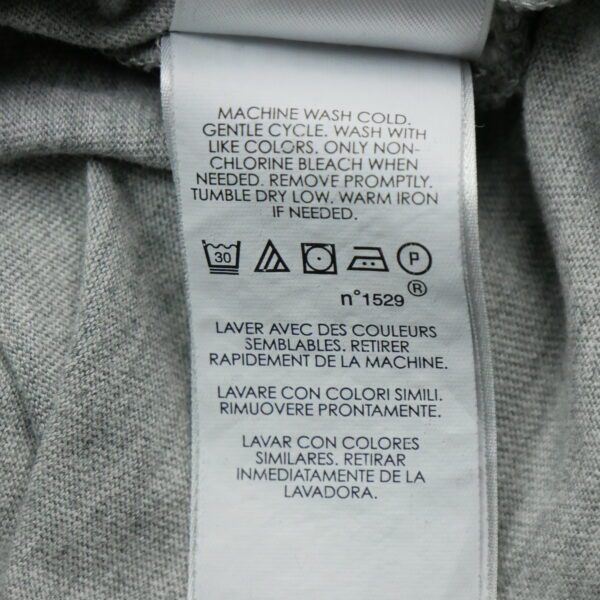 MACHINE WASH COLD.
GENTLE CYCLE. WASH WITH
LIKE COLORS. ONLY NON-
CHLORINE BLEACH WHEN
NEEDED. REMOVE PROMPTLY.
TUMBLE DRY LOW. WARM IRON
IF NEEDED.
30 P
n°1529 ®
LAVER AVEC DES COULEURS
SEMBLABLES. RETIRER
RAPIDEMENT DE LA MACHINE.
LAVARE CON COLORI SIMILI.
RIMUOVERE PRONTAMENTE.
LAVAR CON COLORES
SIMILARES. RETIRAR
INMEDIATAMENTE DE LA
LAVADORA.